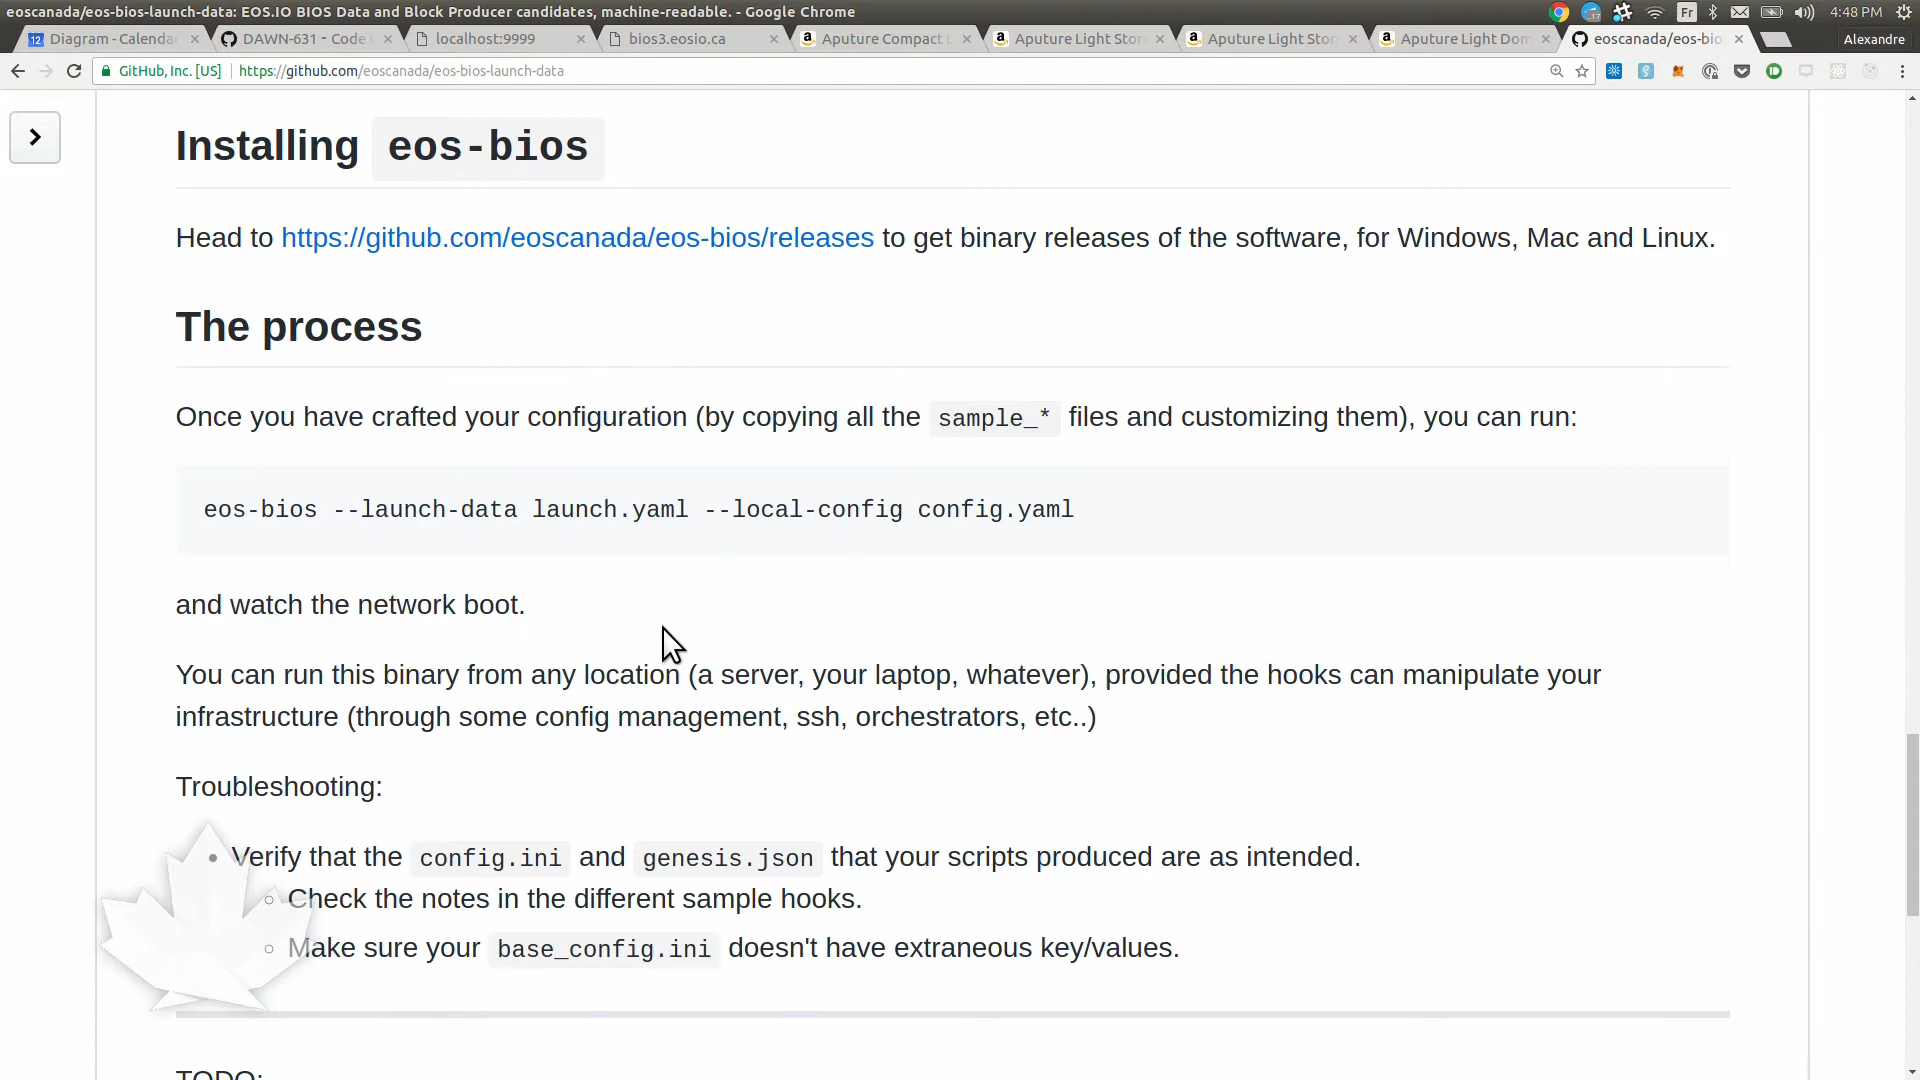 eoscanada/eos-bios-launch-data: EOS.IO BIOS Data and Block Producer candidates, machine-readable. - Google Chrome
Fr 4:48 PM
12 Diagram - Calenda
DAWN-631 - Code
localhost:9999
bios3.eosio.ca
Aputure Compact
Aputure Light Stor
Aputure Light Stor
Aputure Light Dom
eoscanada/eos-bio
Alexandre
GitHub, Inc. [US]
https://github.com/eoscanada/eos-bios-launch-data
Installing eos-bios
Head to https://github.com/eoscanada/eos-bios/releases to get binary releases of the software, for Windows, Mac and Linux.
The process
Once you have crafted your configuration (by copying all the sample_* files and customizing them), you can run:
eos-bios --launch-data launch.yaml --local-config config.yaml
and watch the network boot.
You can run this binary from any location (a server, your laptop, whatever), provided the hooks can manipulate your
infrastructure (through some config management, ssh, orchestrators, etc..)
Troubleshooting:
Verify that the config.ini and genesis.json that your scripts produced are as intended.
Check the notes in the different sample hooks.
Make sure your base_config.ini doesn't have extraneous key/values.
TODO: